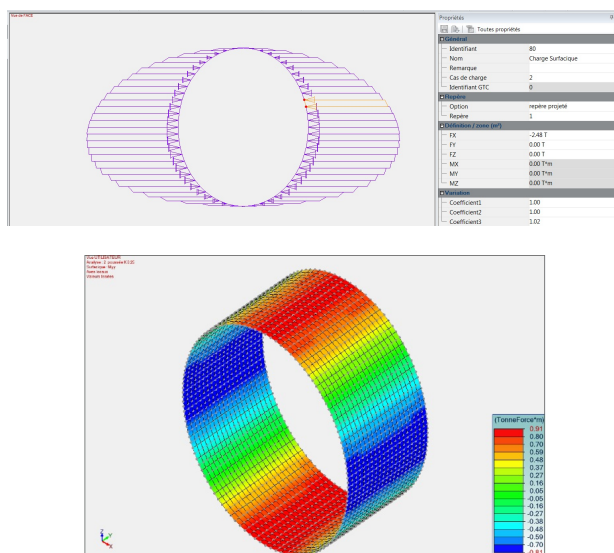 Vue de FACE
Propriétés
Toutes propriétés
Général
Identifiant 80
Nom Charge Surfacique
Remarque
Cas de charge 2
Identifiant GTC 0
Repère
Option repère projeté
Repère 1
Définition / zone (m²)
FX -2.48 T
FY 0.00 T
FZ 0.00 T
MX 0.00 T*m
MY 0.00 T*m
MZ 0.00 T*m
Variation
Coefficient1 1.00
Coefficient2 1.00
Coefficient3 1.02
Vue UTILISATEUR
(TonneForce*m)
0.91
0.80
0.70
0.59
0.48
0.37
0.27
0.16
0.05
-0.05
-0.16
-0.27
-0.38
-0.48
-0.59
-0.70
-0.81
Z
Y
X